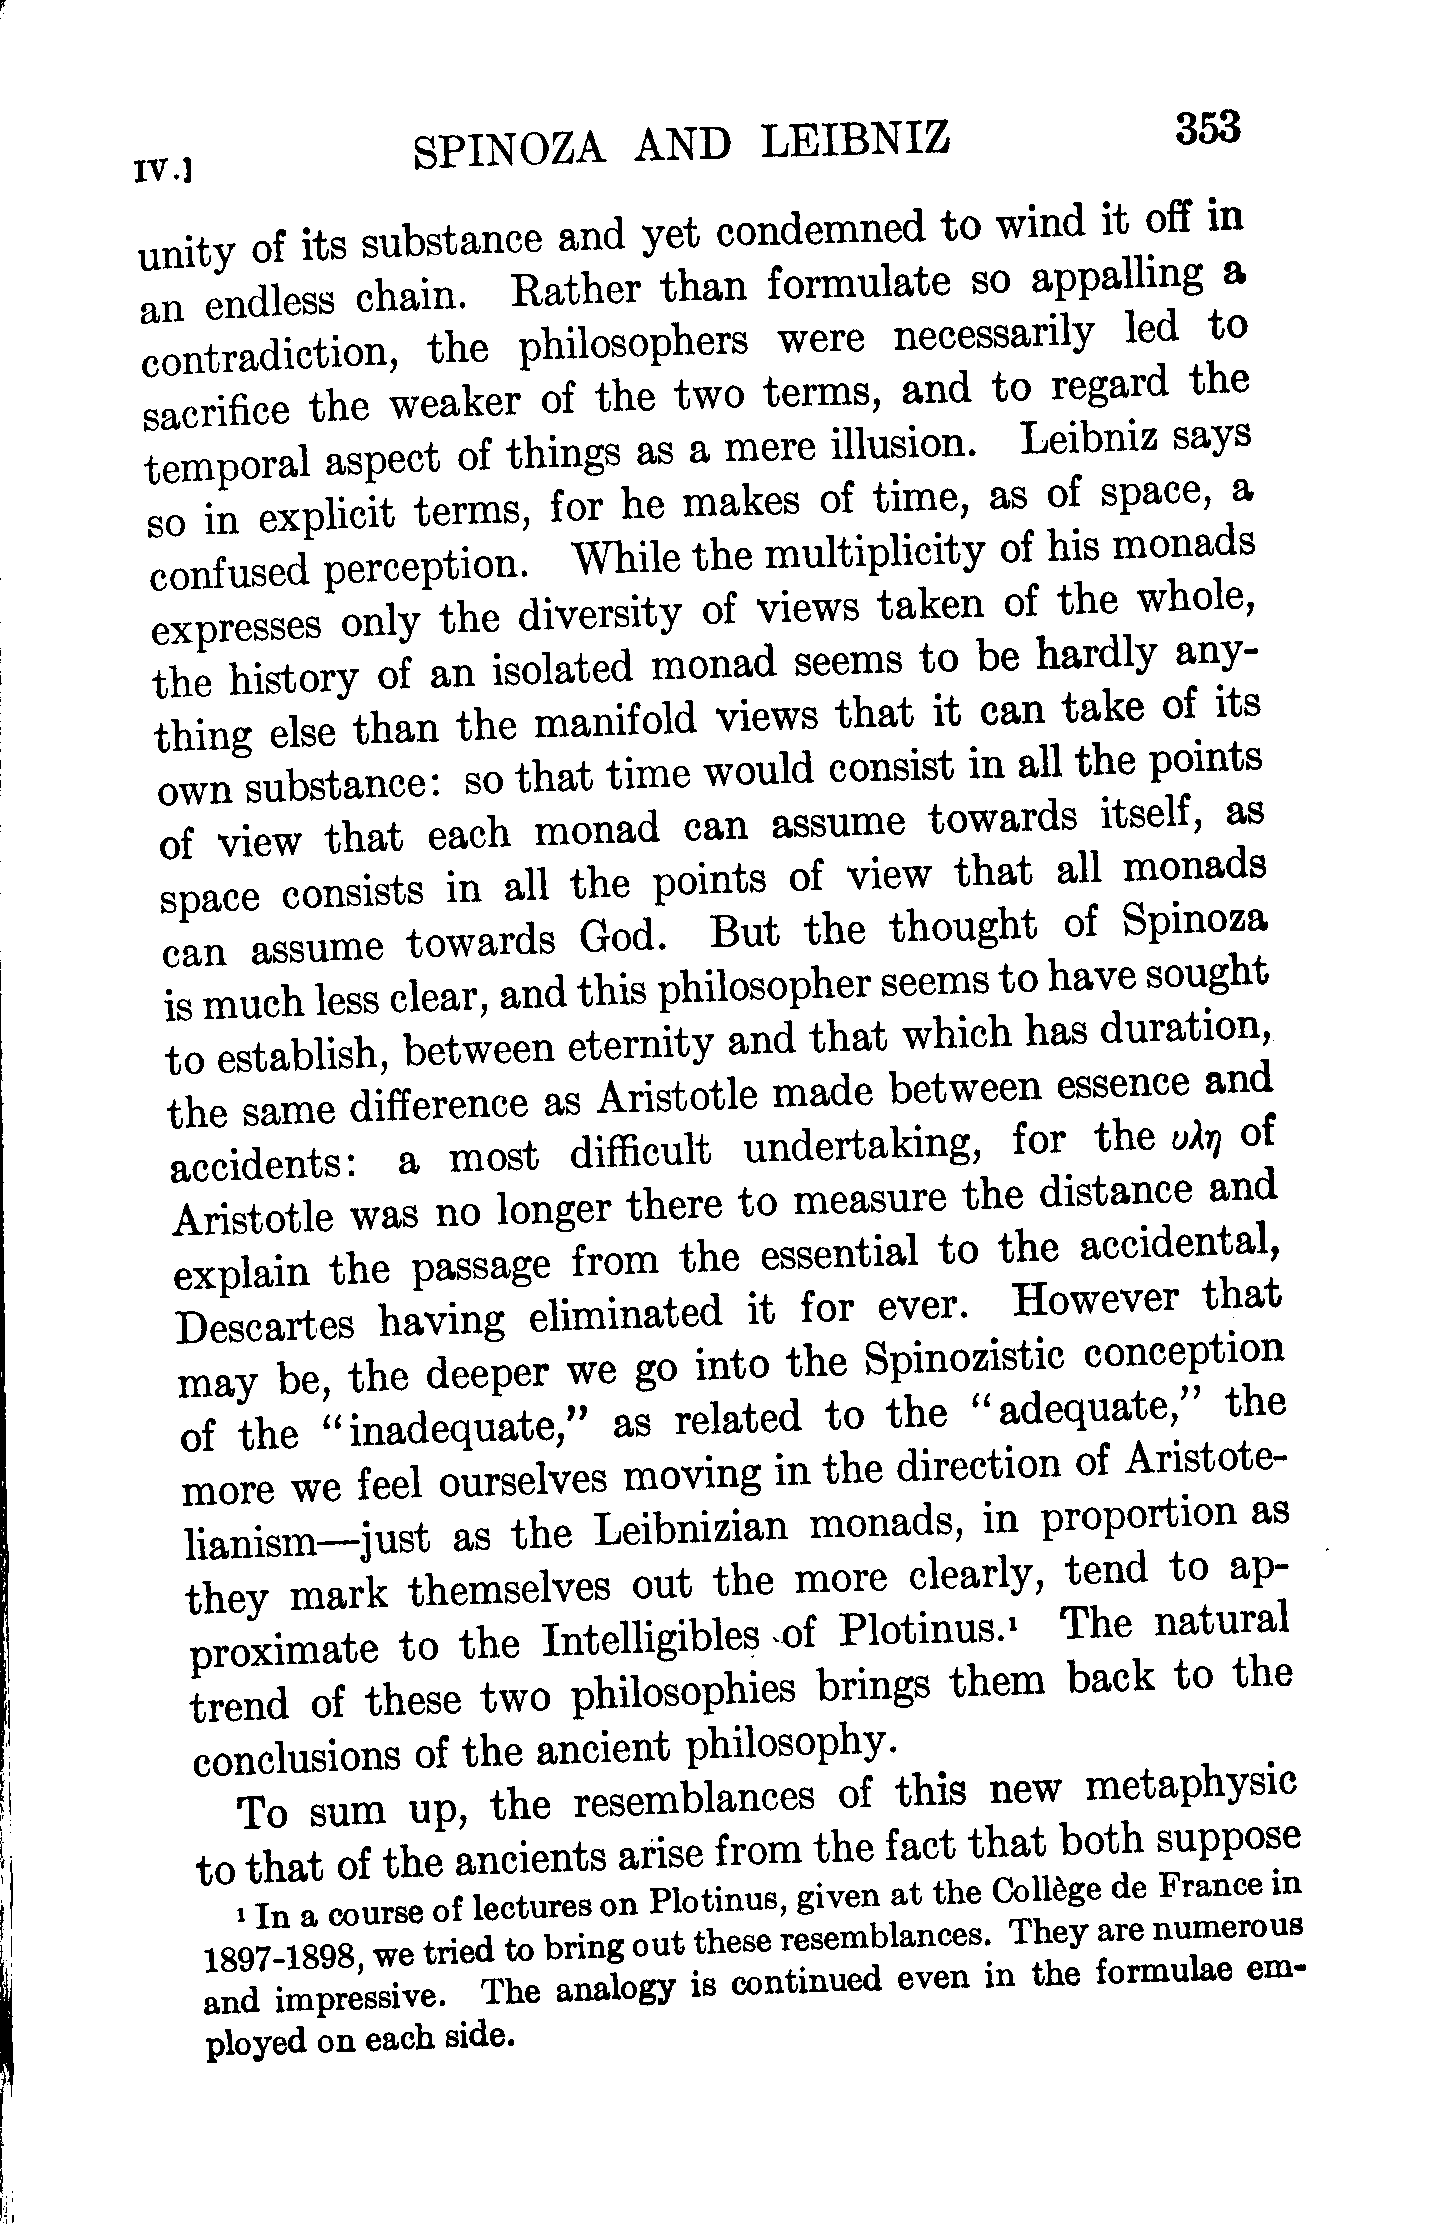 IV.] SPINOZA AND LEIBNIZ 353
unity of its substance and yet condemned to wind it off in
an endless chain. Rather than formulate so appalling a
contradiction, the philosophers were necessarily led to
sacrifice the weaker of the two terms, and to regard the
temporal aspect of things as a mere illusion. Leibniz says
so in explicit terms, for he makes of time, as of space, a
confused perception. While the multiplicity of his monads
expresses only the diversity of views taken of the whole,
the history of an isolated monad seems to be hardly any-
thing else than the manifold views that it can take of its
own substance: so that time would consist in all the points
of view that each monad can assume towards itself, as
space consists in all the points of view that all monads
can assume towards God. But the thought of Spinoza
is much less clear, and this philosopher seems to have sought
to establish, between eternity and that which has duration,
the same difference as Aristotle made between essence and
accidents: a most difficult undertaking, for the υλη of
Aristotle was no longer there to measure the distance and
explain the passage from the essential to the accidental,
Descartes having eliminated it for ever. However that
may be, the deeper we go into the Spinozistic conception
of the “inadequate,” as related to the “adequate,” the
more we feel ourselves moving in the direction of Aristote-
lianism—just as the Leibnizian monads, in proportion as
they mark themselves out the more clearly, tend to ap-
proximate to the Intelligibles of Plotinus.¹ The natural
trend of these two philosophies brings them back to the
conclusions of the ancient philosophy.
To sum up, the resemblances of this new metaphysic
to that of the ancients arise from the fact that both suppose
¹ In a course of lectures on Plotinus, given at the Collège de France in
1897-1898, we tried to bring out these resemblances. They are numerous
and impressive. The analogy is continued even in the formulae em-
ployed on each side.